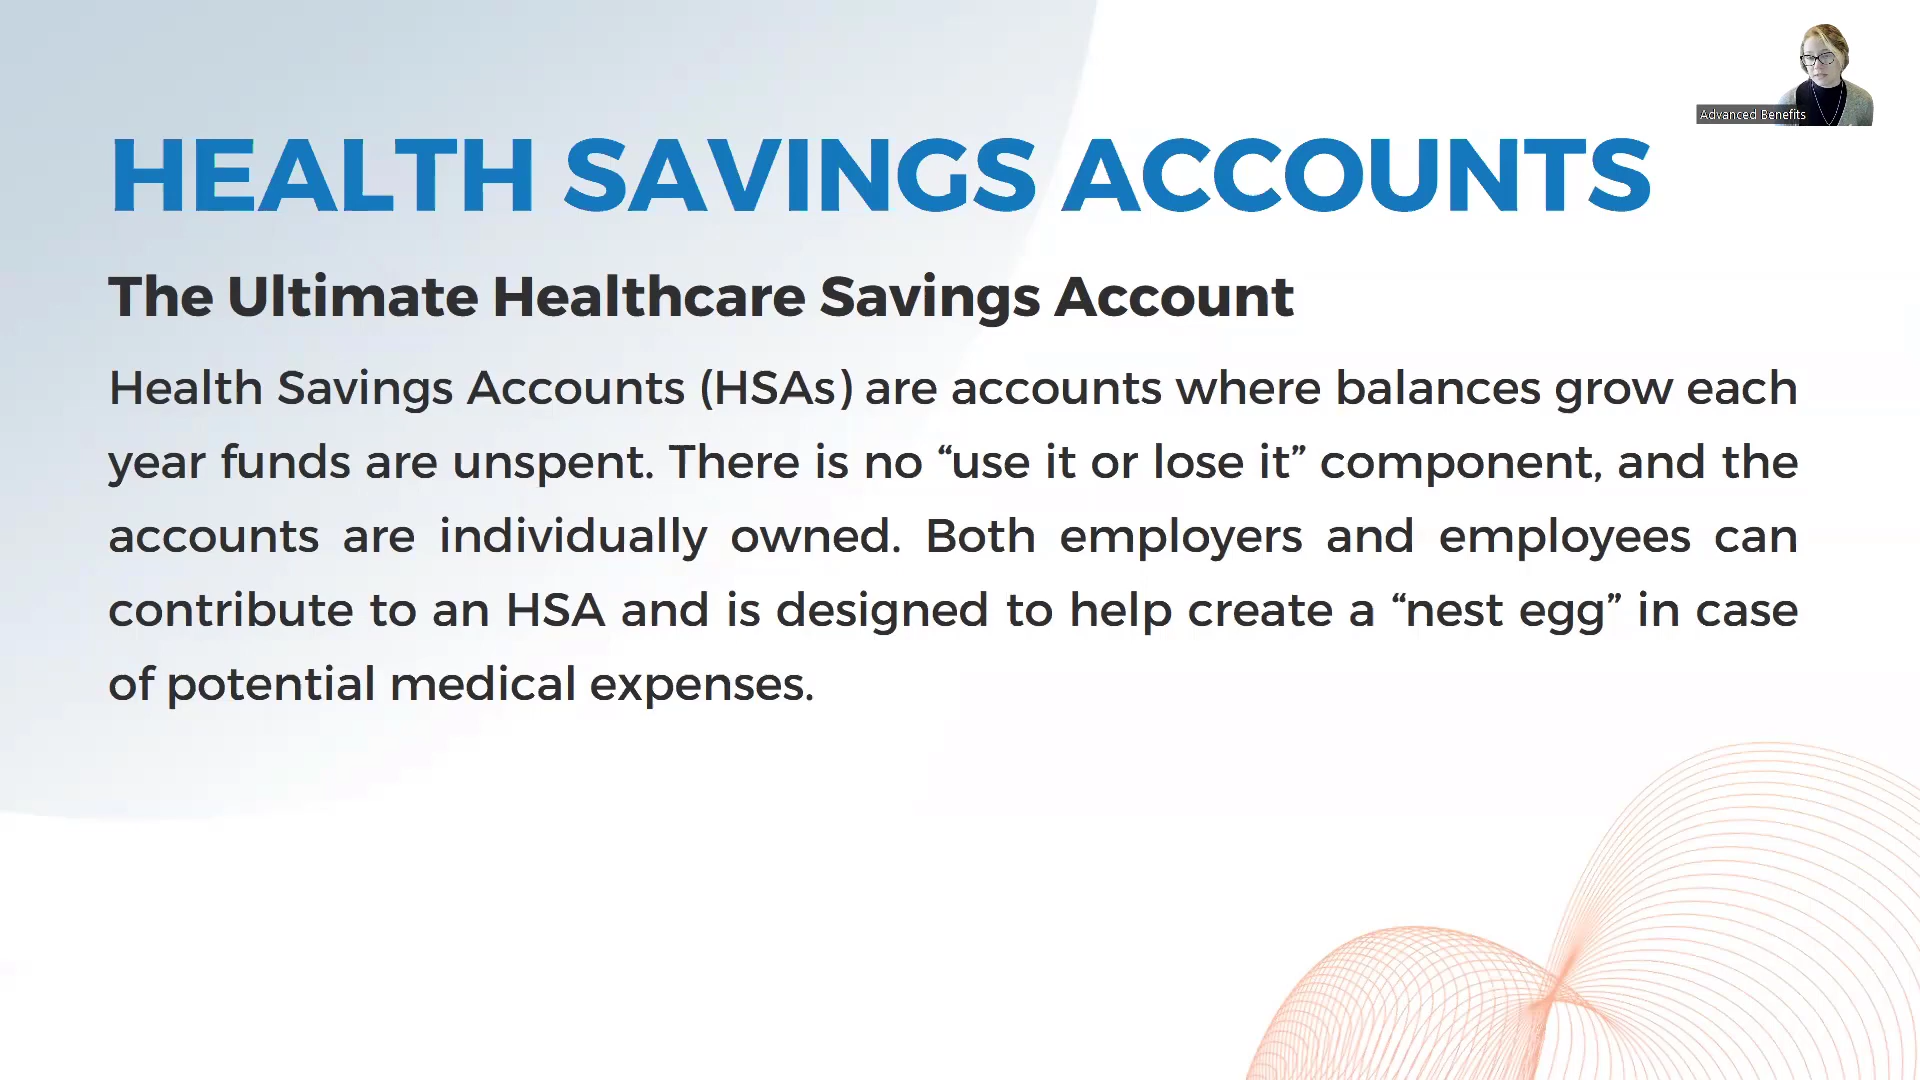 Advanced Benefits
HEALTH SAVINGS ACCOUNTS
The Ultimate Healthcare Savings Account
Health Savings Accounts (HSAs) are accounts where balances grow each
year funds are unspent. There is no “use it or lose it” component, and the
accounts are individually owned. Both employers and employees can
contribute to an HSA and is designed to help create a “nest egg” in case
of potential medical expenses.